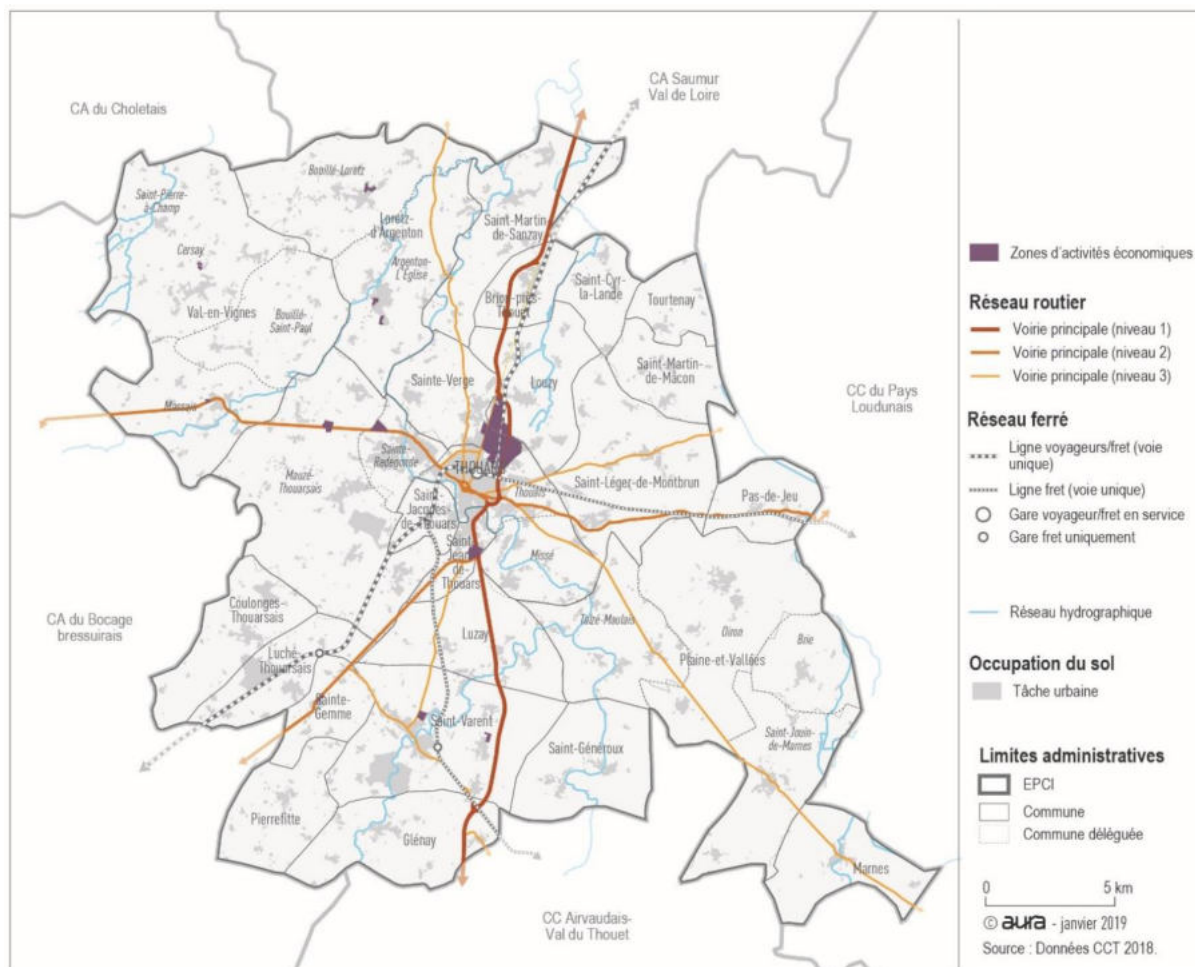 CA Saumur
Val de Loire
CA du Choletais
Bouillé-Loretz
Saint-Pierre-
à-Champ
Loretz-
d'Argenton
Saint-Martin-
de-Sanzay
Cersay
Argenton-
L'Église
Saint-Cyr-
la-Lande
Tourtenay
Brion-près-
Thouet
Val-en-Vignes
Bouillé-
Saint-Paul
Saint-Martin-
de-Mâcon
Sainte-Verge
Louzy
CC du Pays
Loudunais
Massais
Sainte-
Radegonde
THOUARS
Mauzé-
Thouarsais
Thouars
Saint-Léger-de-Montbrun
Pas-de-Jeu
Saint-
Jacques-
de-Thouars
Saint-
Jean-
de-
Thouars
Missé
Coulonges-
Thouarsais
CA du Bocage
bressuirais
Luzay
Taizé-Maulais
Oiron
Brie
Luché-
Thouarsais
Plaine-et-Vallées
Sainte-
Gemme
Saint-Varent
Saint-Jouin-
de-Marnes
Saint-Généroux
Pierrefitte
Glénay
Marnes
CC Airvaudais-
Val du Thouet
Zones d'activités économiques
Réseau routier
Voirie principale (niveau 1)
Voirie principale (niveau 2)
Voirie principale (niveau 3)
Réseau ferré
Ligne voyageurs/fret (voie
unique)
Ligne fret (voie unique)
Gare voyageur/fret en service
Gare fret uniquement
Réseau hydrographique
Occupation du sol
Tâche urbaine
Limites administratives
EPCI
Commune
Commune déléguée
0 5 km
© aura - janvier 2019
Source : Données CCT 2018.